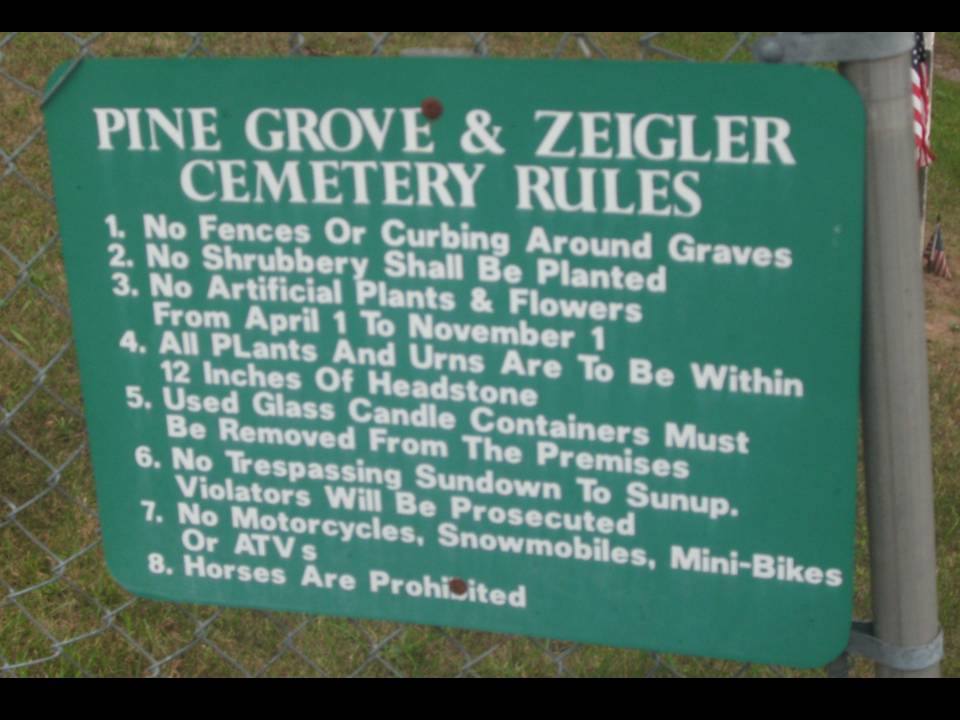 PINE GROVE & ZEIGLER
CEMETERY RULES
1. No Fences Or Curbing Around Graves
2. No Shrubbery Shall Be Planted
3. No Artificial Plants & Flowers
From April 1 To November 1
4. All PLants And Urns Are To Be Within
12 Inches Of Headstone
5. Used Glass Candle Containers Must
Be Removed From The Premises
6. No Trespassing Sundown To Sunup.
Violators Will Be Prosecuted
7. No Motorcycles, Snowmobiles, Mini-Bikes
Or ATVs
8. Horses Are Prohibited